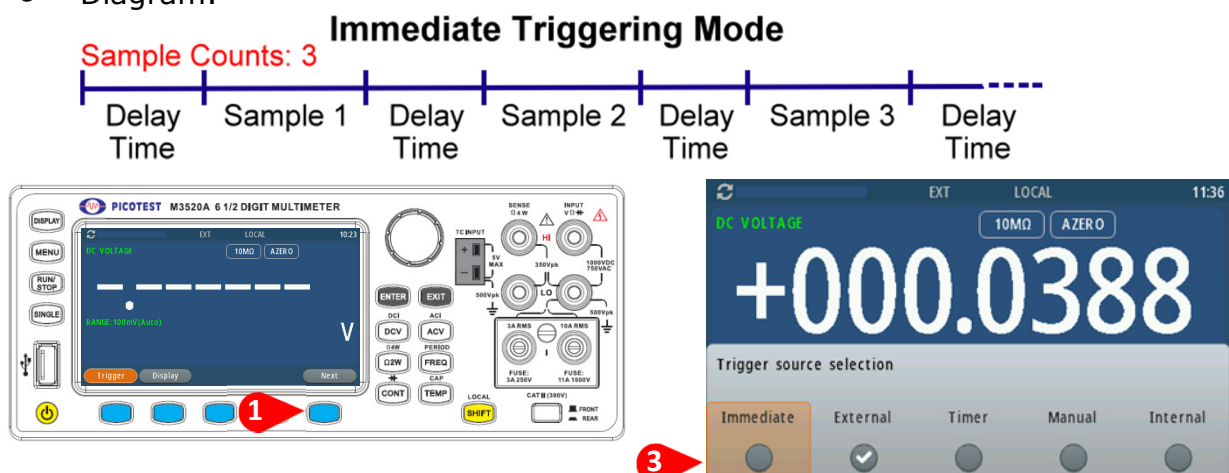 Diagram:
Immediate Triggering Mode
Sample Counts: 3
Delay Time
Sample 1
Delay Time
Sample 2
Delay Time
Sample 3
Delay Time
PICOTEST M3520A 6 1/2 DIGIT MULTIMETER
DISPLAY
MENU
RUN/STOP
SINGLE
EXT LOCAL 10:23
DC VOLTAGE 10MΩ AZERO
RANGE:100mV(Auto)
V
Trigger Display Next
1
ENTER EXIT
DCI ACI
DCV ACV
Ω4W PERIOD
Ω2W FREQ
CAP
CONT TEMP
LOCAL
SHIFT
TC INPUT
+
5V MAX
−
SENSE
Ω4W
INPUT
VΩ
HI
350Vpk
1000VDC
750VAC
500Vpk
LO
500Vpk
3A RMS 10A RMS
I
FUSE:
3A 250V
FUSE:
11A 1000V
CAT II (300V)
FRONT
REAR
EXT LOCAL 11:36
DC VOLTAGE 10MΩ AZERO
+000.0388
Trigger source selection
Immediate External Timer Manual Internal
3